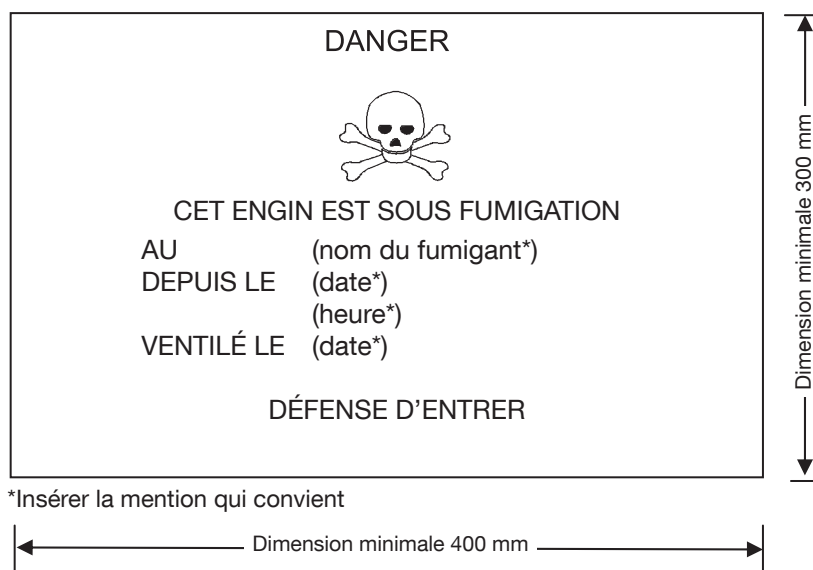 DANGER
CET ENGIN EST SOUS FUMIGATION
AU (nom du fumigant*)
DEPUIS LE (date*)
(heure*)
VENTILÉ LE (date*)
DÉFENSE D’ENTRER
*Insérer la mention qui convient
Dimension minimale 400 mm
Dimension minimale 300 mm